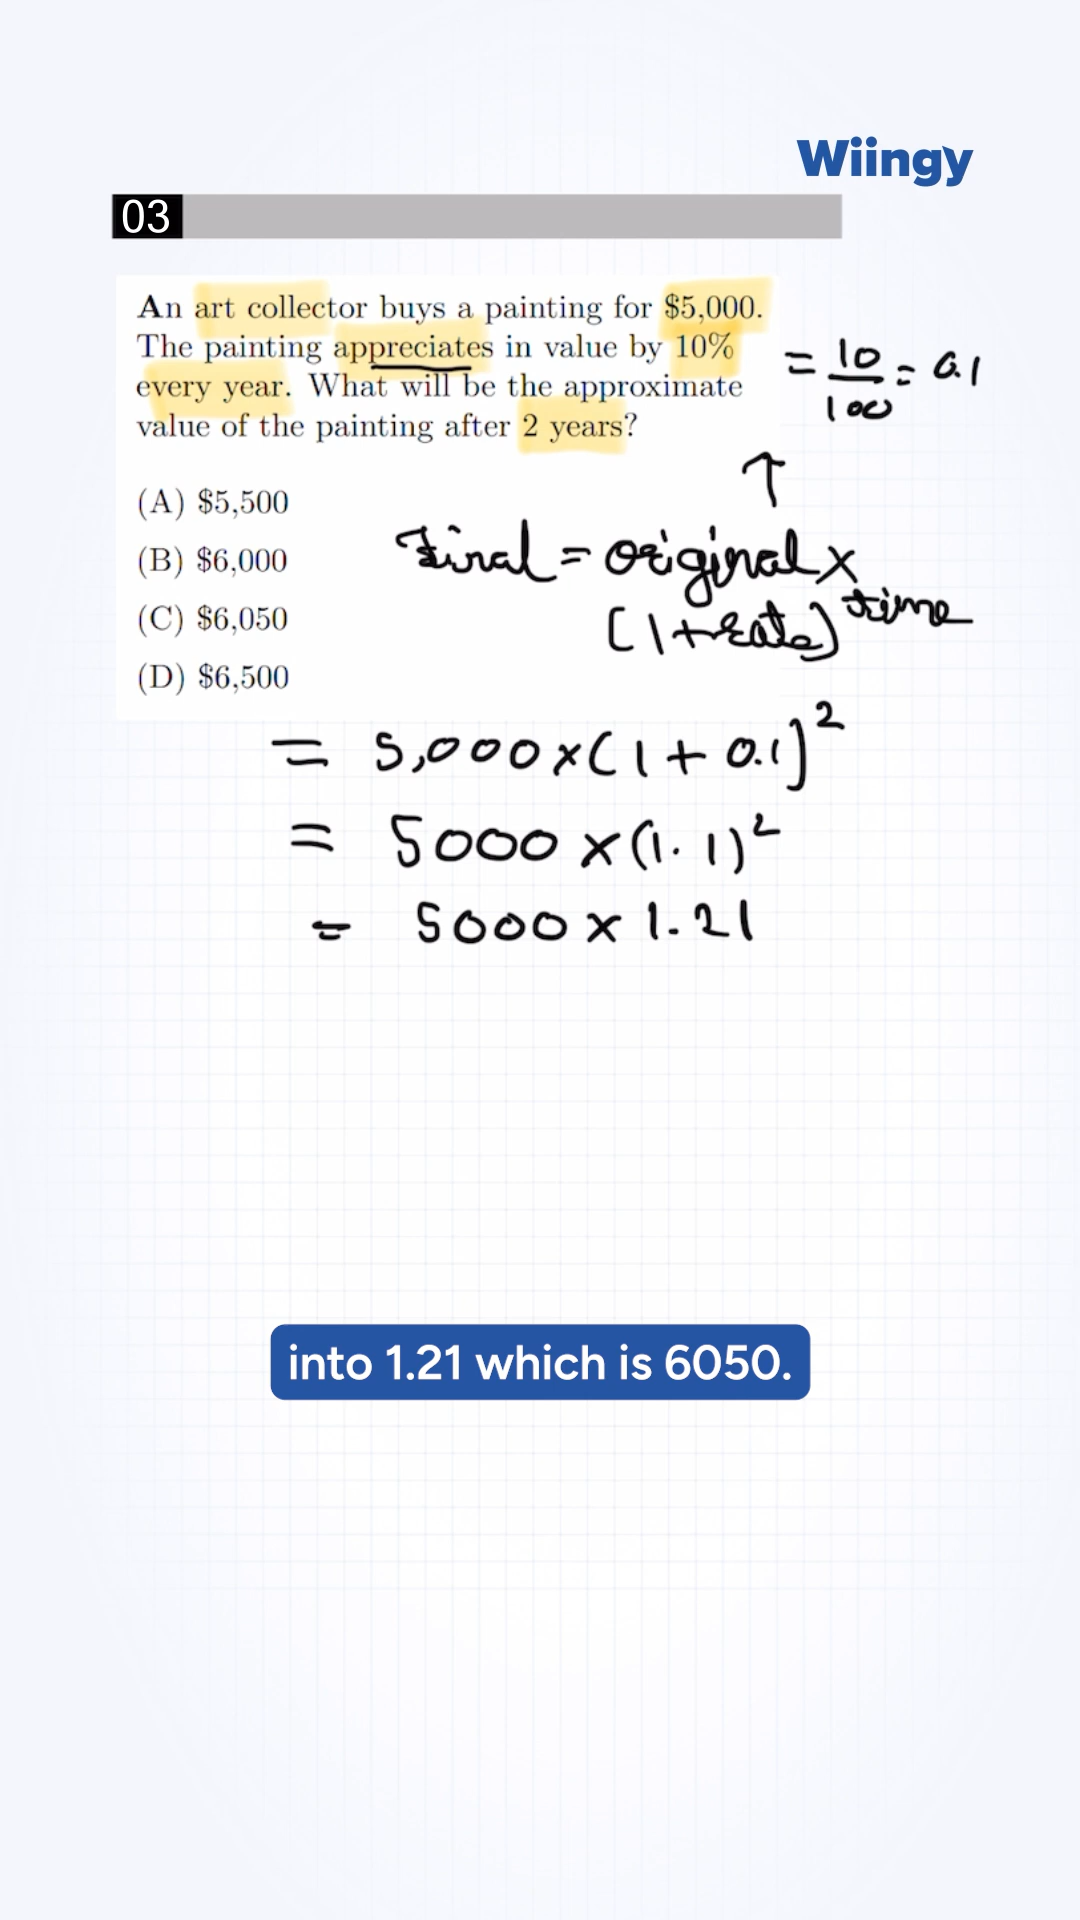 Wiingy
03
An art collector buys a painting for $5,000.
The painting appreciates in value by 10%
every year. What will be the approximate
value of the painting after 2 years?
= 10/100 = 0.1
(A) $5,500
(B) $6,000
(C) $6,050
(D) $6,500
↑
Final = original x
(1+rate)^time
= 5,000x(1+0.1)^2
= 5000 x(1.1)^2
= 5000 x 1.21
into 1.21 which is 6050.